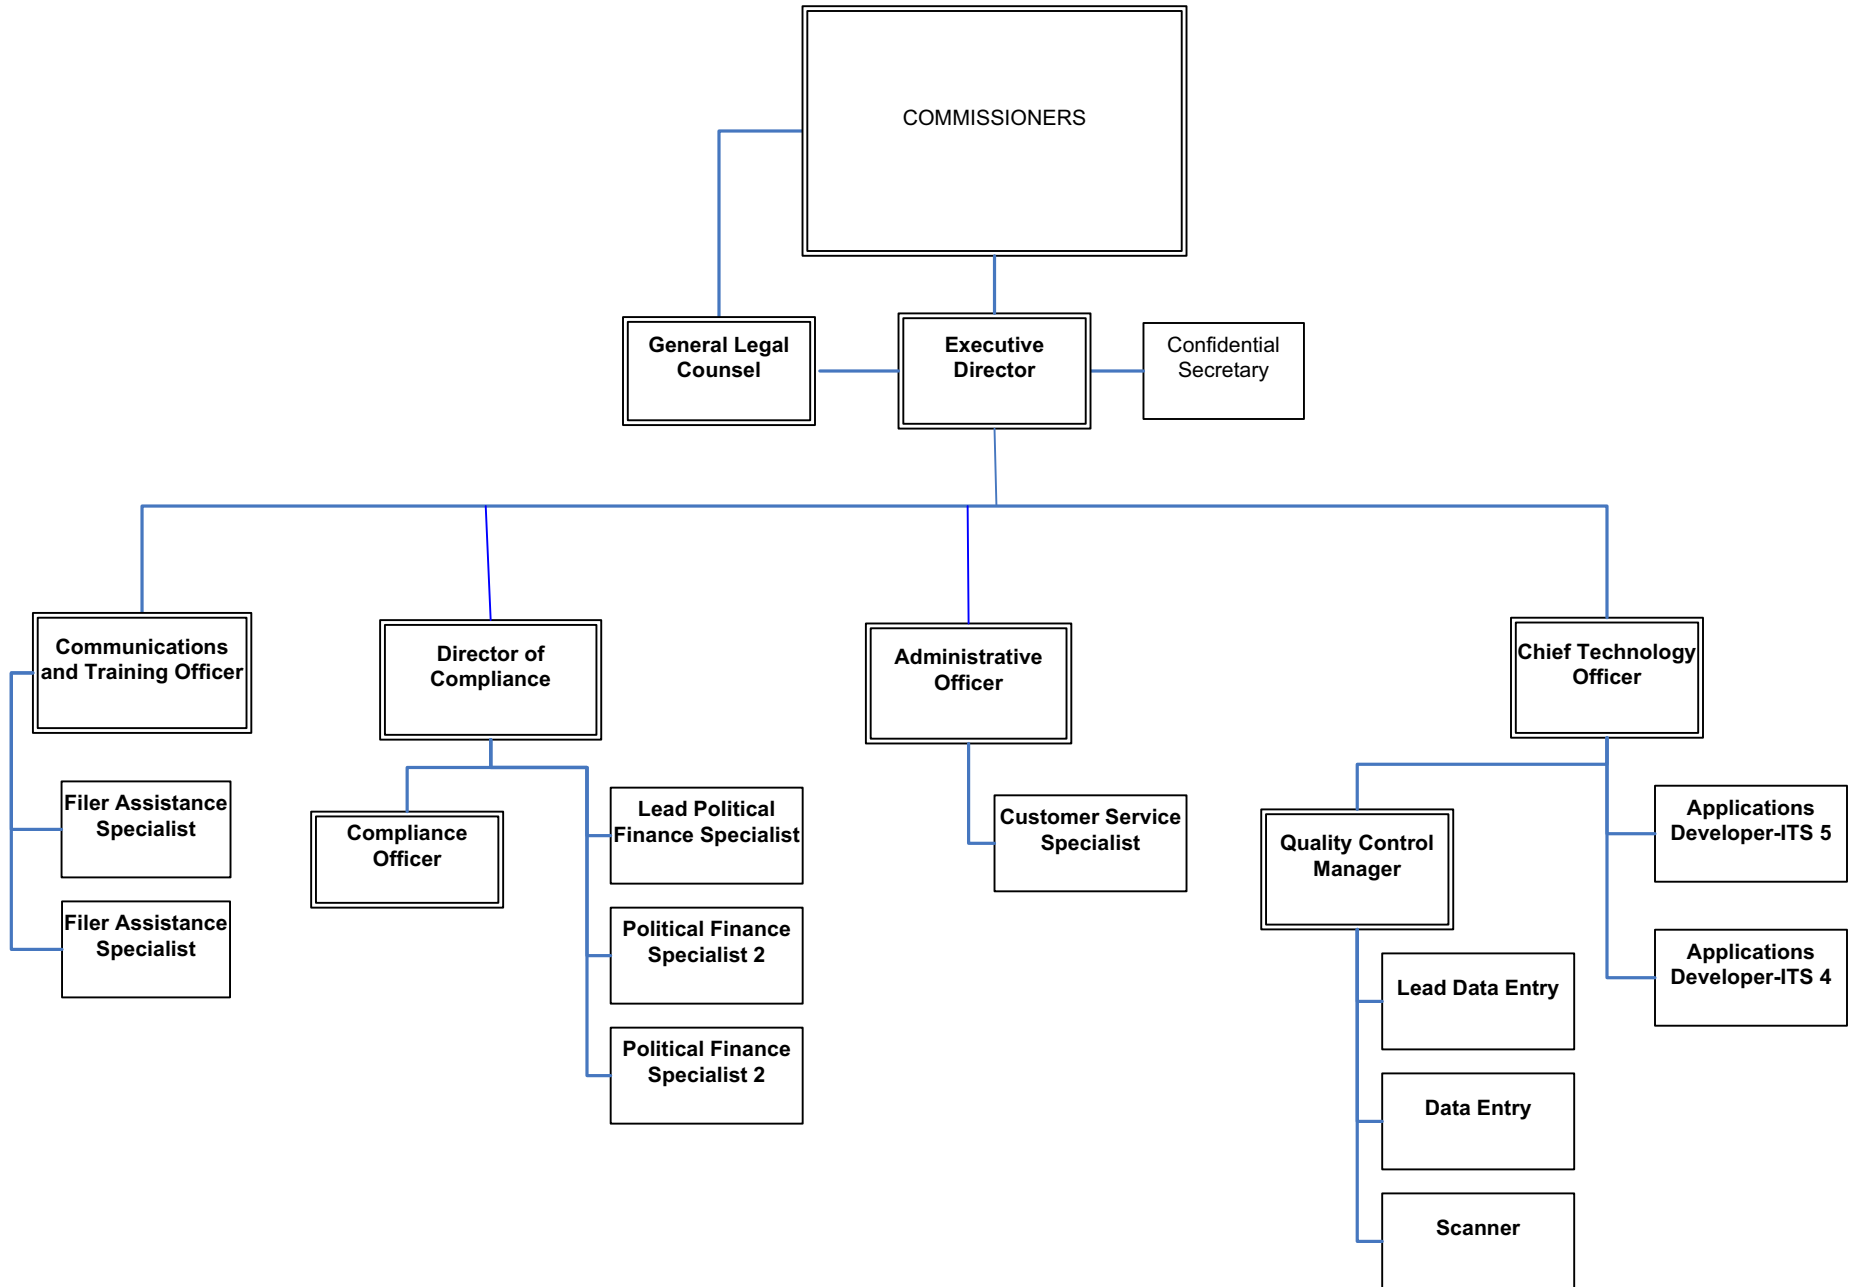 COMMISSIONERS
General Legal
Counsel
Executive
Director
Confidential
Secretary
Communications
and Training Officer
Director of
Compliance
Administrative
Officer
Chief Technology
Officer
Filer Assistance
Specialist
Filer Assistance
Specialist
Compliance
Officer
Lead Political
Finance Specialist
Political Finance
Specialist 2
Political Finance
Specialist 2
Customer Service
Specialist
Quality Control
Manager
Lead Data Entry
Data Entry
Scanner
Applications
Developer-ITS 5
Applications
Developer-ITS 4